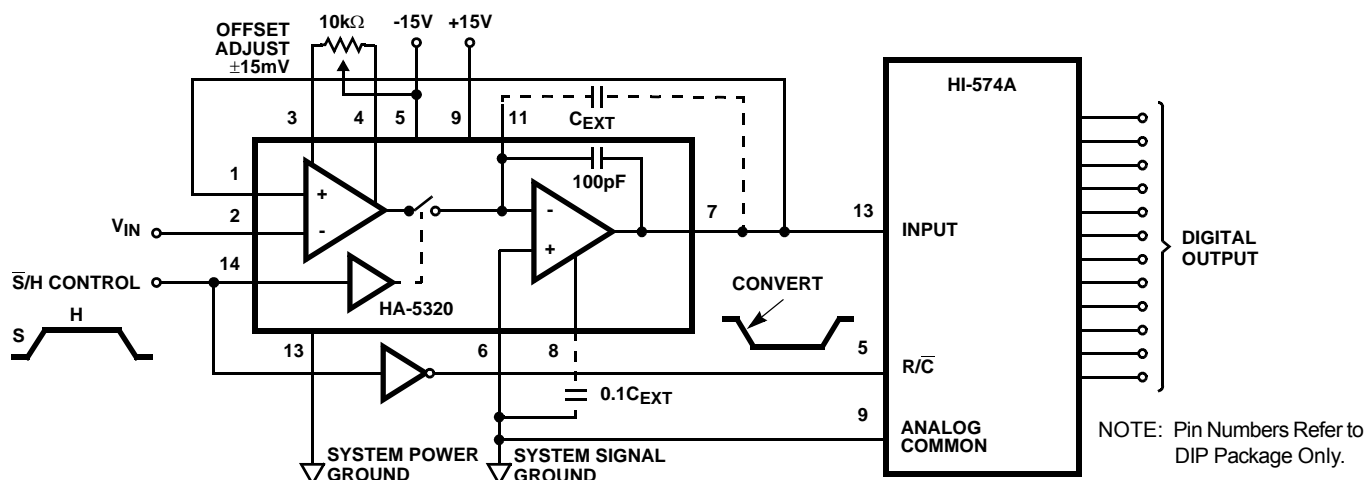 10kΩ
-15V
+15V
OFFSET
ADJUST
±15mV
HI-574A
3
4
5
9
11
C_EXT
100pF
1
+
2
-
-
+
7
13
INPUT
V_IN
14
S̅/H CONTROL
HA-5320
DIGITAL
OUTPUT
CONVERT
S
H
13
6
8
5
R/C̅
0.1C_EXT
9
ANALOG
COMMON
SYSTEM POWER
GROUND
SYSTEM SIGNAL
GROUND
NOTE: Pin Numbers Refer to
DIP Package Only.